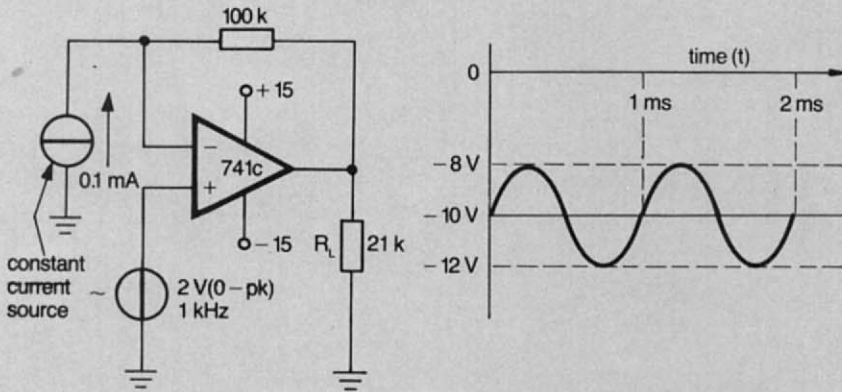 100 k
+ 15
0.1 mA
741c
−
+
− 15
R_L
21 k
constant
current
source
~
2 V(0 − pk)
1 kHz
0
time (t)
1 ms
2 ms
− 8 V
− 10 V
− 12 V